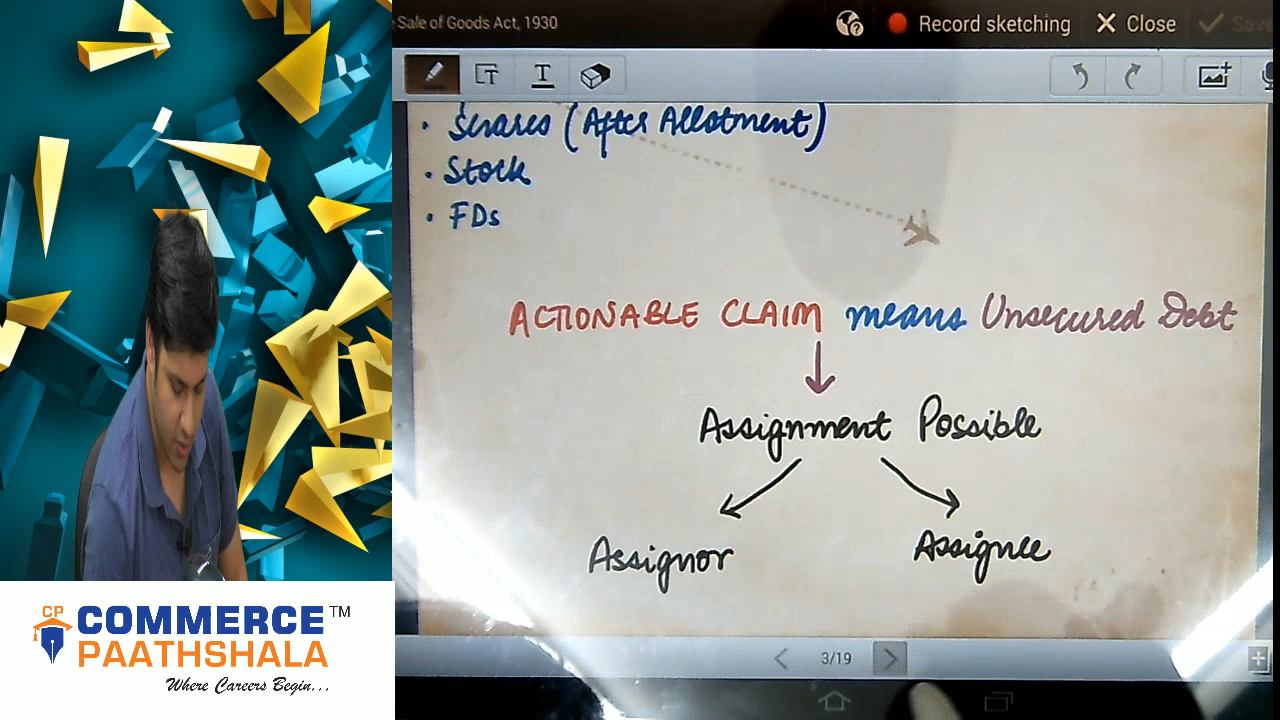 Sale of Goods Act, 1930
Record sketching
Close
Save
• Shares (After Allotment)
• Stock
• FDs
ACTIONABLE CLAIM means Unsecured Debt
Assignment Possible
Assignor Assignee
3/19
CP
COMMERCE™
PAATHSHALA
Where Careers Begin...